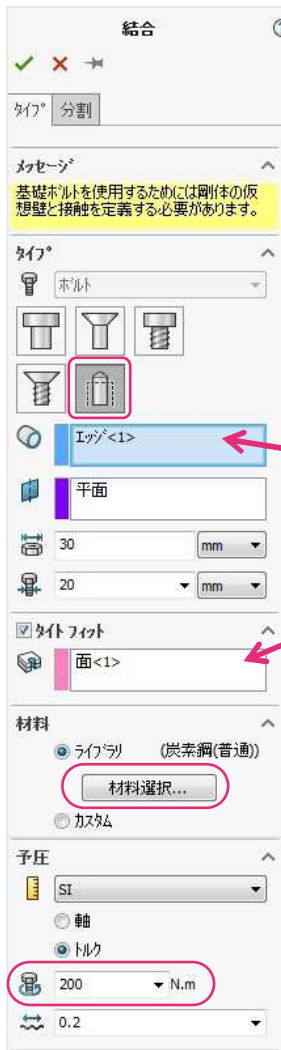 結合
タイプ 分割
メッセージ
基礎ボルトを使用するためには剛体の仮
想壁と接触を定義する必要があります。
タイプ
ボルト
エッジ<1>
平面
30 mm
20 mm
タイト フィット
面<1>
材料
ライブラリ (炭素鋼(普通))
材料選択...
カスタム
予圧
SI
軸
トルク
200 N.m
0.2